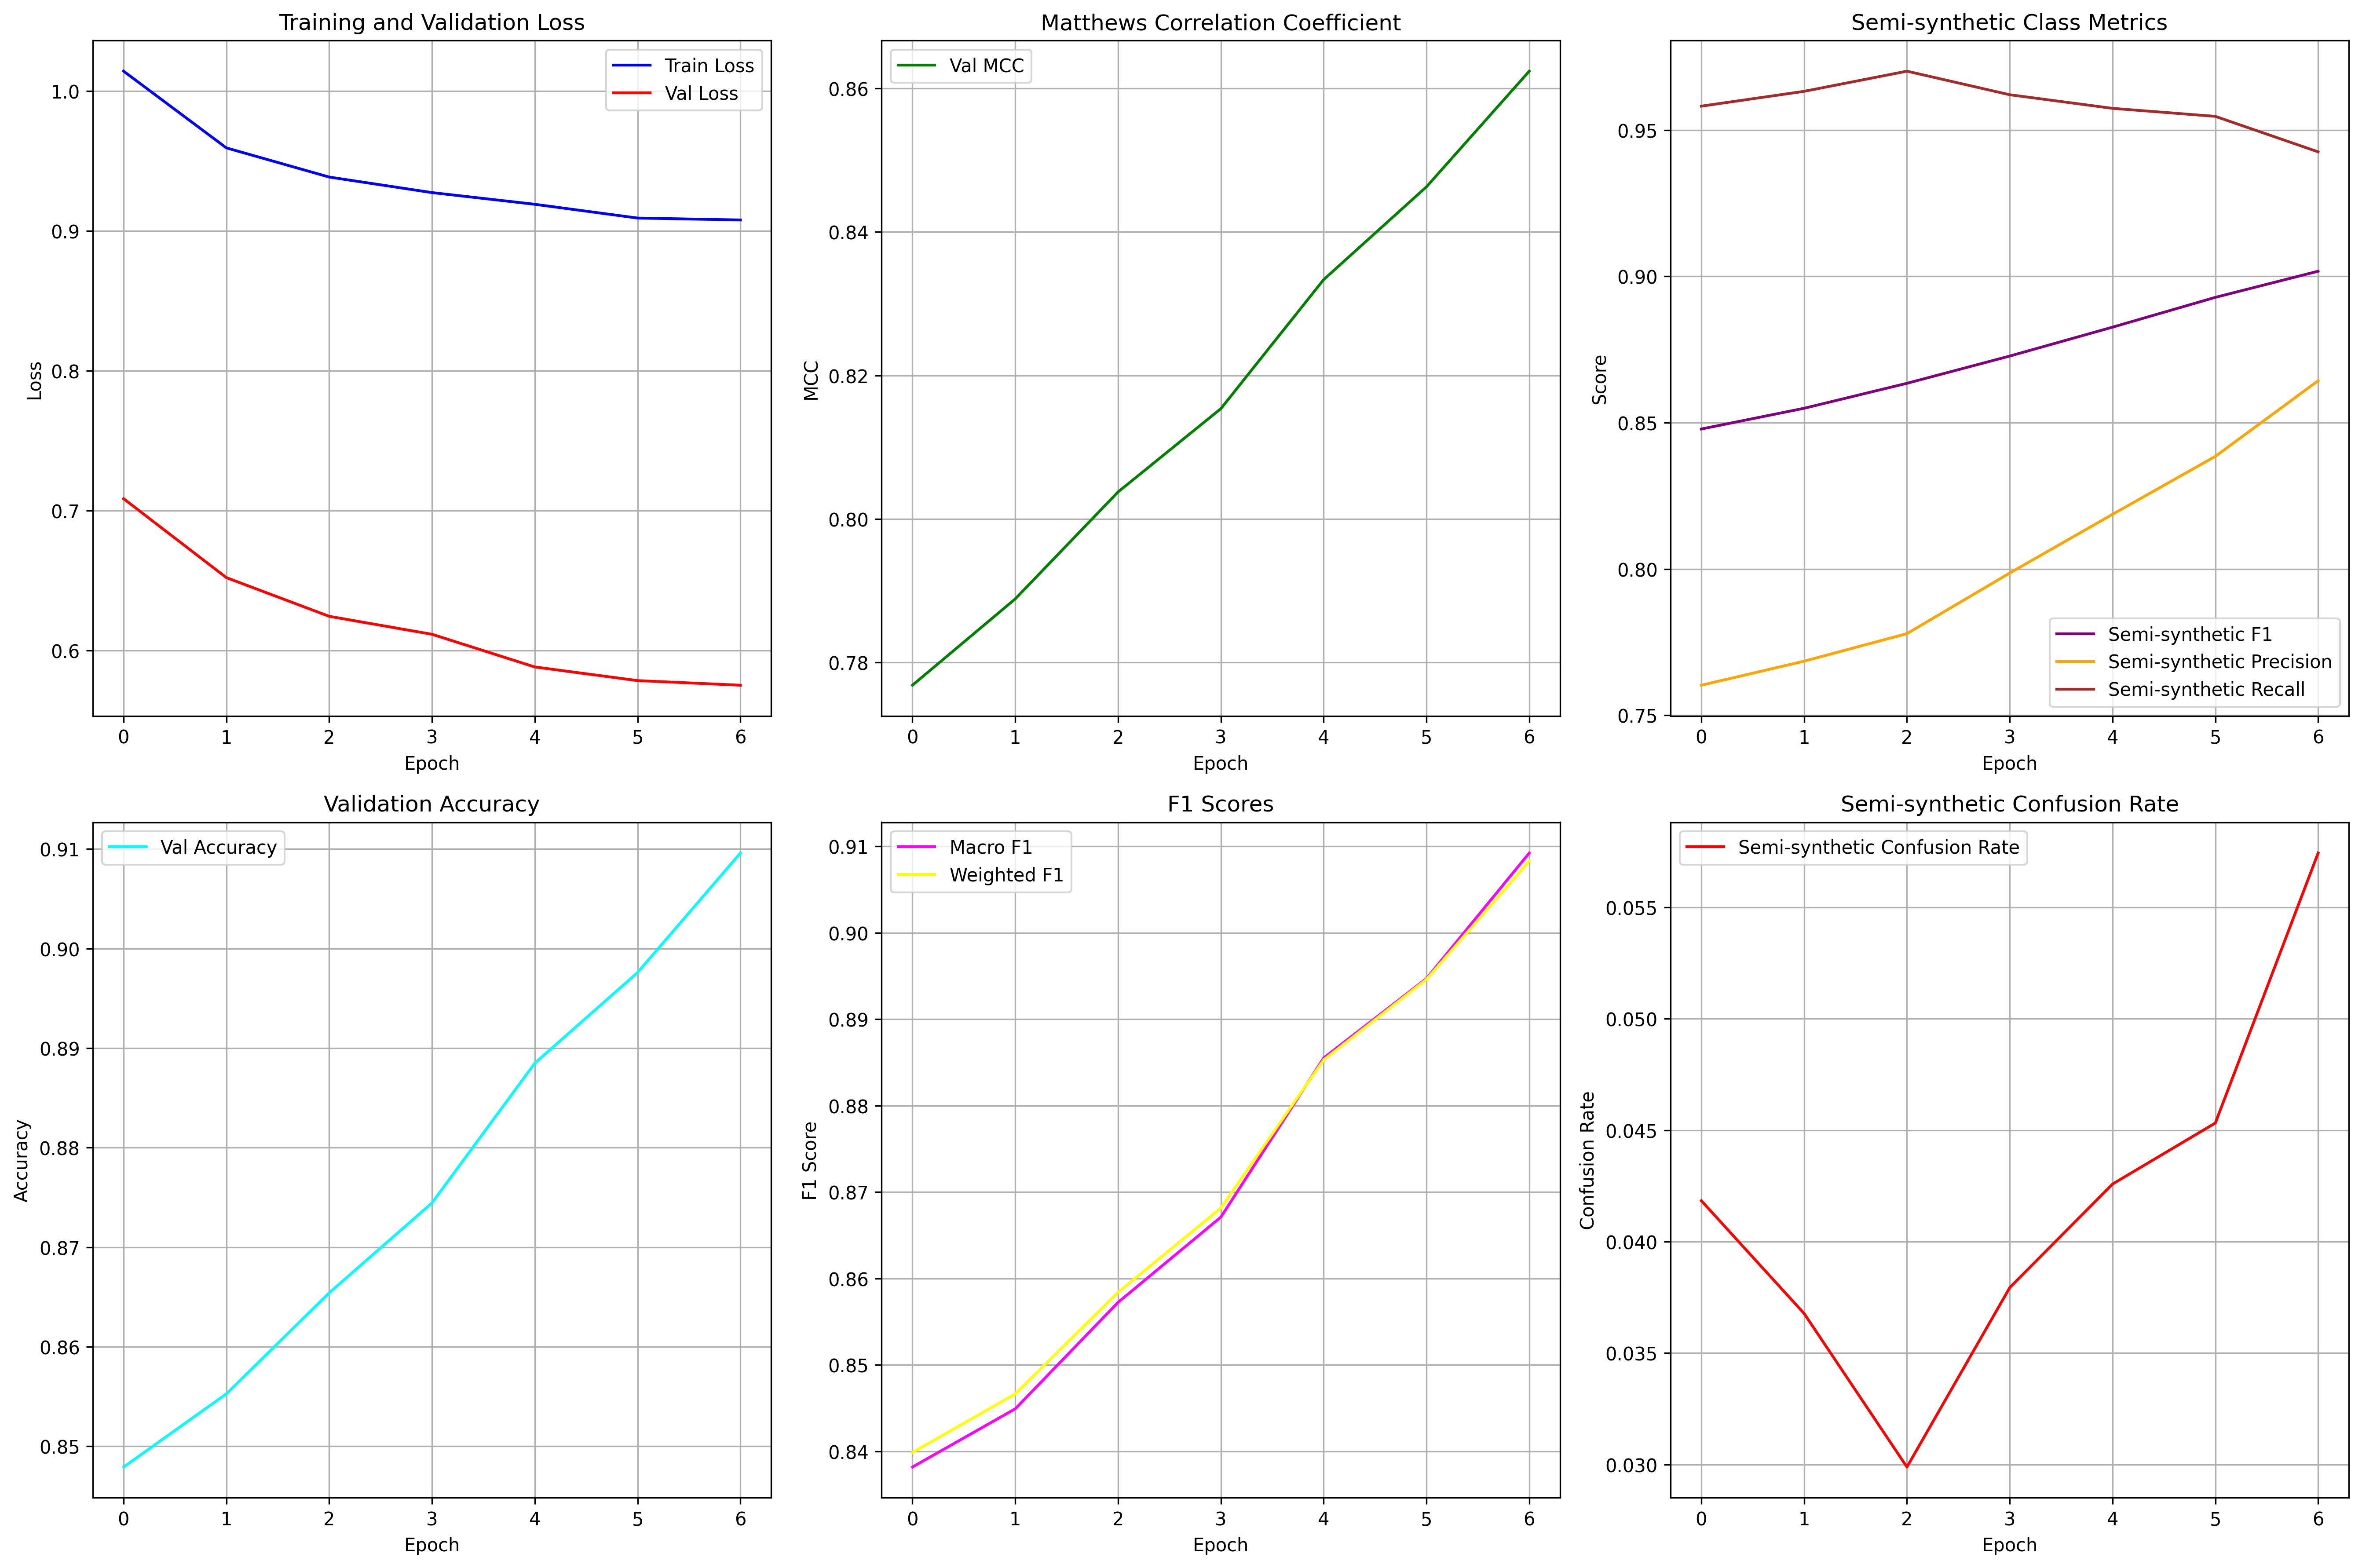 Training and Validation Loss
Train Loss
Val Loss
1.0
0.9
0.8
0.7
0.6
Loss
0 1 2 3 4 5 6
Epoch
Matthews Correlation Coefficient
Val MCC
0.86
0.84
0.82
0.80
0.78
MCC
0 1 2 3 4 5 6
Epoch
Semi-synthetic Class Metrics
0.95
0.90
0.85
0.80
0.75
Score
Semi-synthetic F1
Semi-synthetic Precision
Semi-synthetic Recall
0 1 2 3 4 5 6
Epoch
Validation Accuracy
Val Accuracy
0.91
0.90
0.89
0.88
0.87
0.86
0.85
Accuracy
0 1 2 3 4 5 6
Epoch
F1 Scores
Macro F1
Weighted F1
0.91
0.90
0.89
0.88
0.87
0.86
0.85
0.84
F1 Score
0 1 2 3 4 5 6
Epoch
Semi-synthetic Confusion Rate
Semi-synthetic Confusion Rate
0.055
0.050
0.045
0.040
0.035
0.030
Confusion Rate
0 1 2 3 4 5 6
Epoch